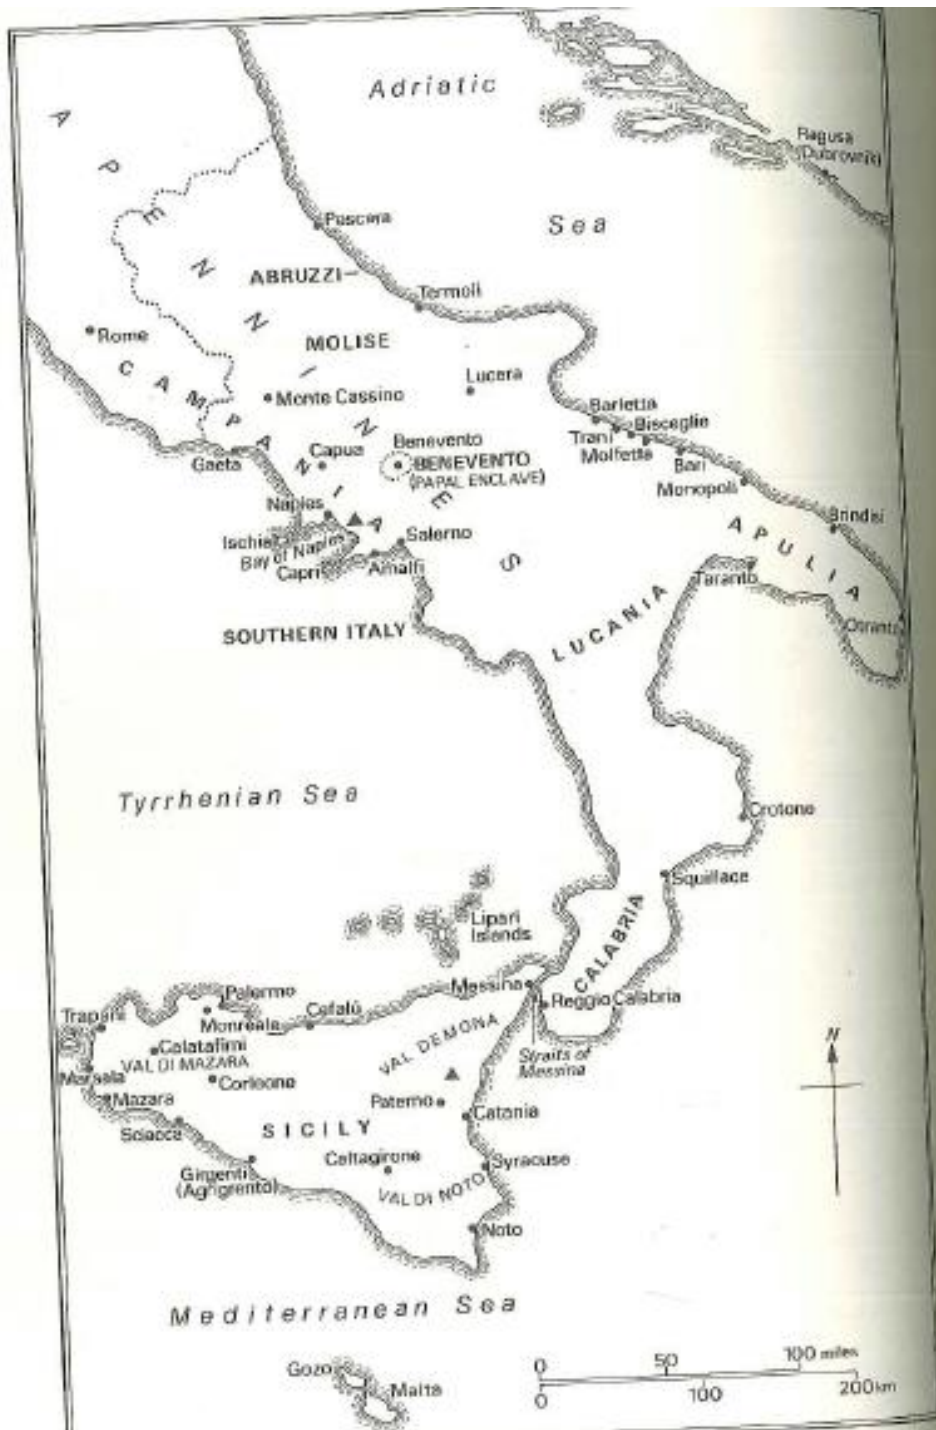 Adriatic
Sea
Ragusa
(Dubrovnik)
APENNINES
Pescara
ABRUZZI
Termoli
Rome
MOLISE
CAMPANIA
Monte Cassino
Lucera
Barletta
Bisceglie
Trani
Molfetta
Bari
Monopoli
Gaeta
Capua
Benevento
BENEVENTO
(PAPAL ENCLAVE)
Naples
Ischia
Bay of Naples
Capri
Amalfi
Salerno
Brindisi
APULIA
Taranto
Otranto
SOUTHERN ITALY
LUCANIA
Tyrrhenian Sea
Crotone
Squillace
Lipari
Islands
CALABRIA
Messina
Reggio Calabria
Straits of
Messina
Palermo
Trapani
Monreale
Cefalù
Calatafimi
VAL DI MAZARA
VAL DEMONA
Marsala
Corleone
Mazara
Paterno
Catania
Sciacca
SICILY
Girgenti
(Agrigento)
Caltagirone
Syracuse
VAL DI NOTO
Noto
N
Mediterranean Sea
Gozo
Malta
0 50 100 miles
0 100 200 km